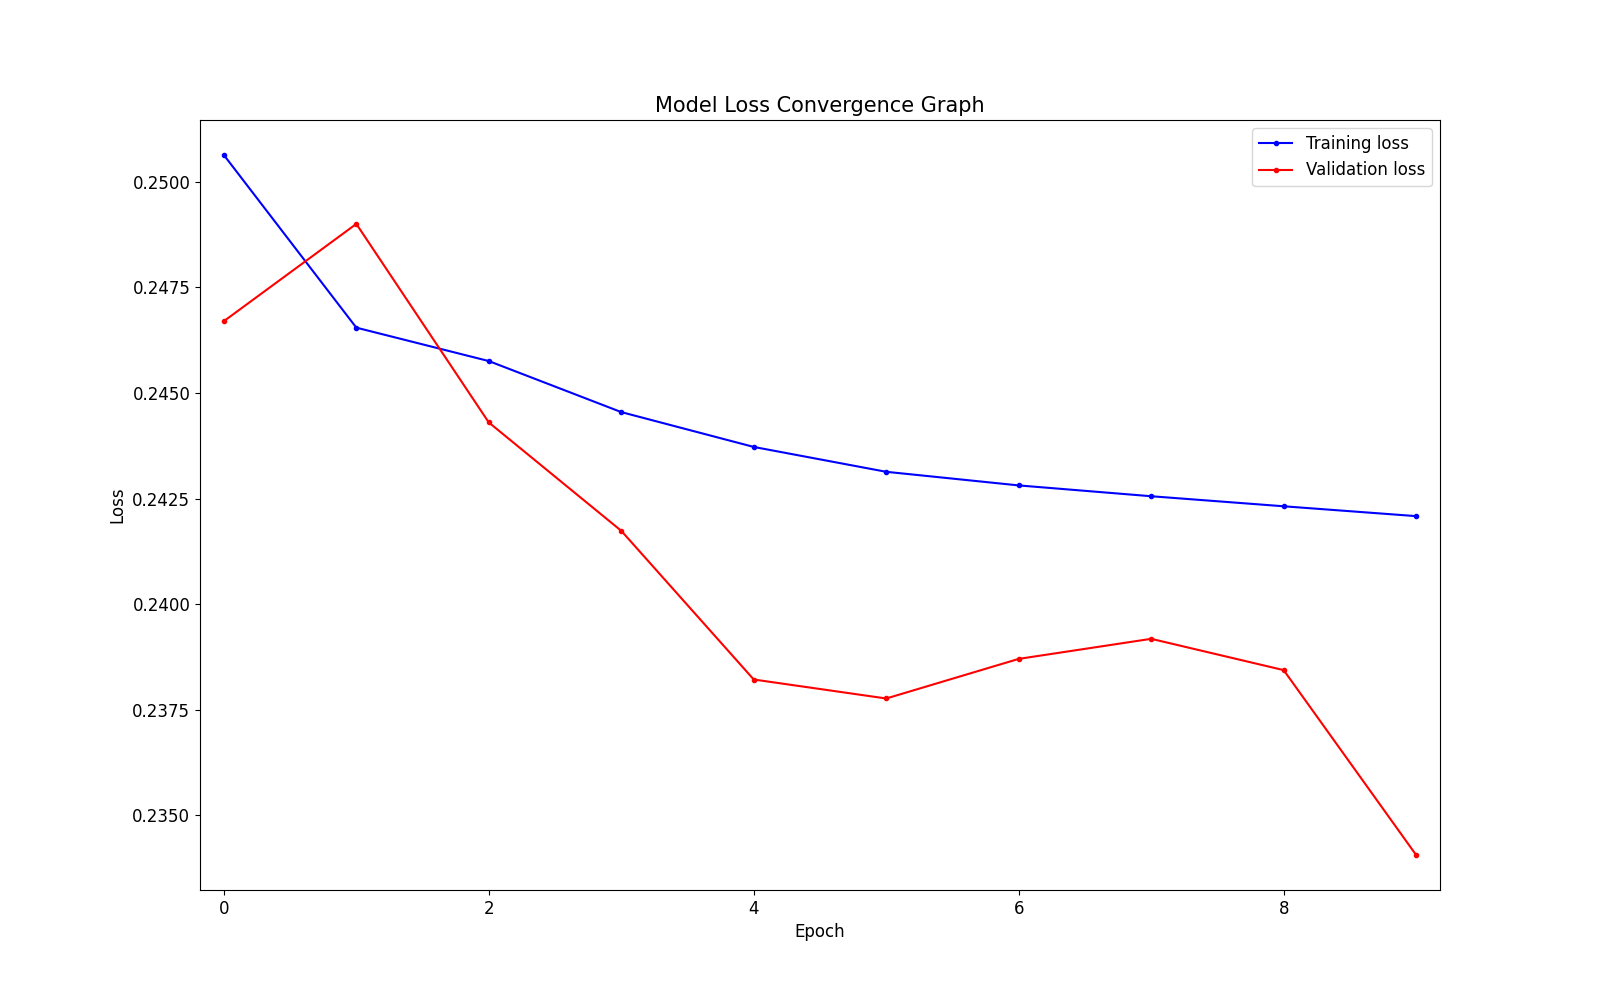 Model Loss Convergence Graph
Training loss
Validation loss
0.2500
0.2475
0.2450
0.2425
0.2400
0.2375
0.2350
Loss
0 2 4 6 8
Epoch